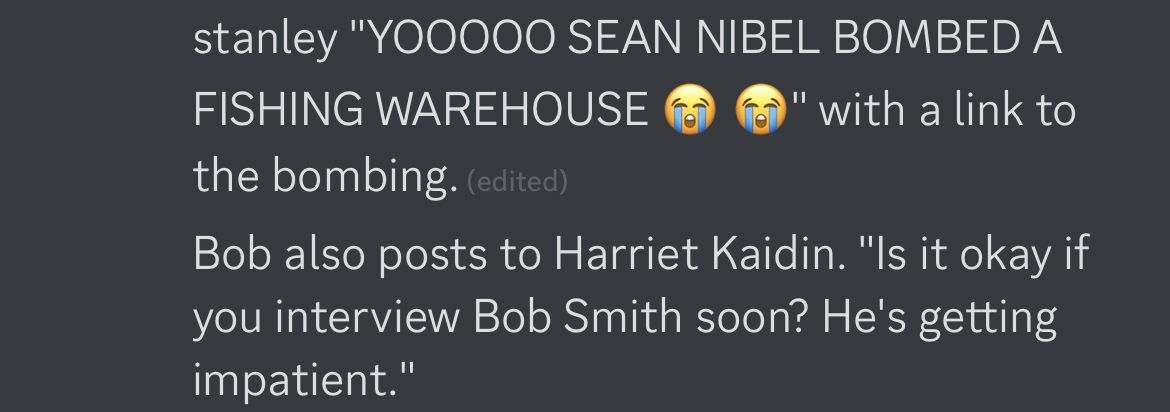 stanley "YOOOOO SEAN NIBEL BOMBED A
FISHING WAREHOUSE 😭 😭" with a link to
the bombing. (edited)
Bob also posts to Harriet Kaidin. "Is it okay if
you interview Bob Smith soon? He's getting
impatient."